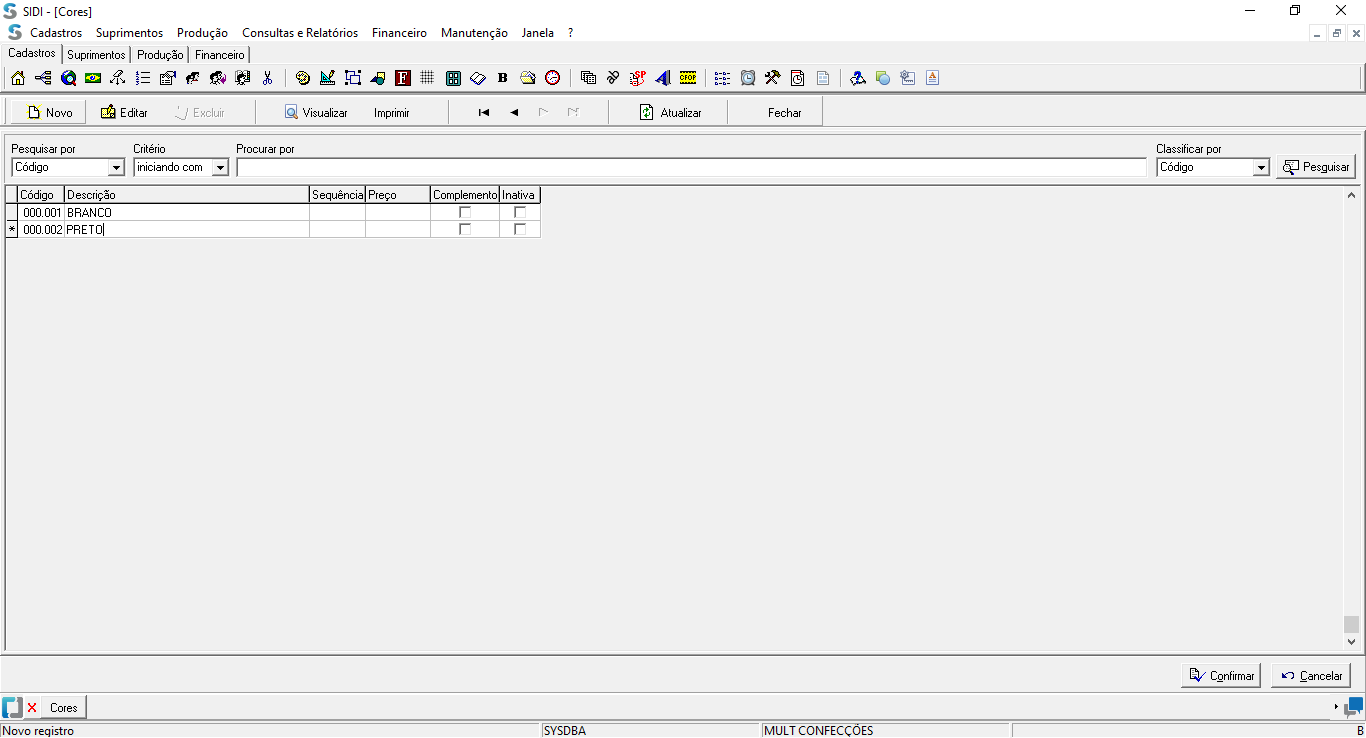 SIDI - [Cores]
Cadastros Suprimentos Produção Consultas e Relatórios Financeiro Manutenção Janela ?
Cadastros Suprimentos Produção Financeiro
F B SP CFOP
Novo Editar Excluir Visualizar Imprimir Atualizar Fechar
Pesquisar por Critério Procurar por Classificar por
Código iniciando com Código Pesquisar
Código Descrição Sequência Preço Complemento Inativa
000.001 BRANCO
* 000.002 PRETO
Confirmar Cancelar
Cores
Novo registro SYSDBA MULT CONFECÇÕES B